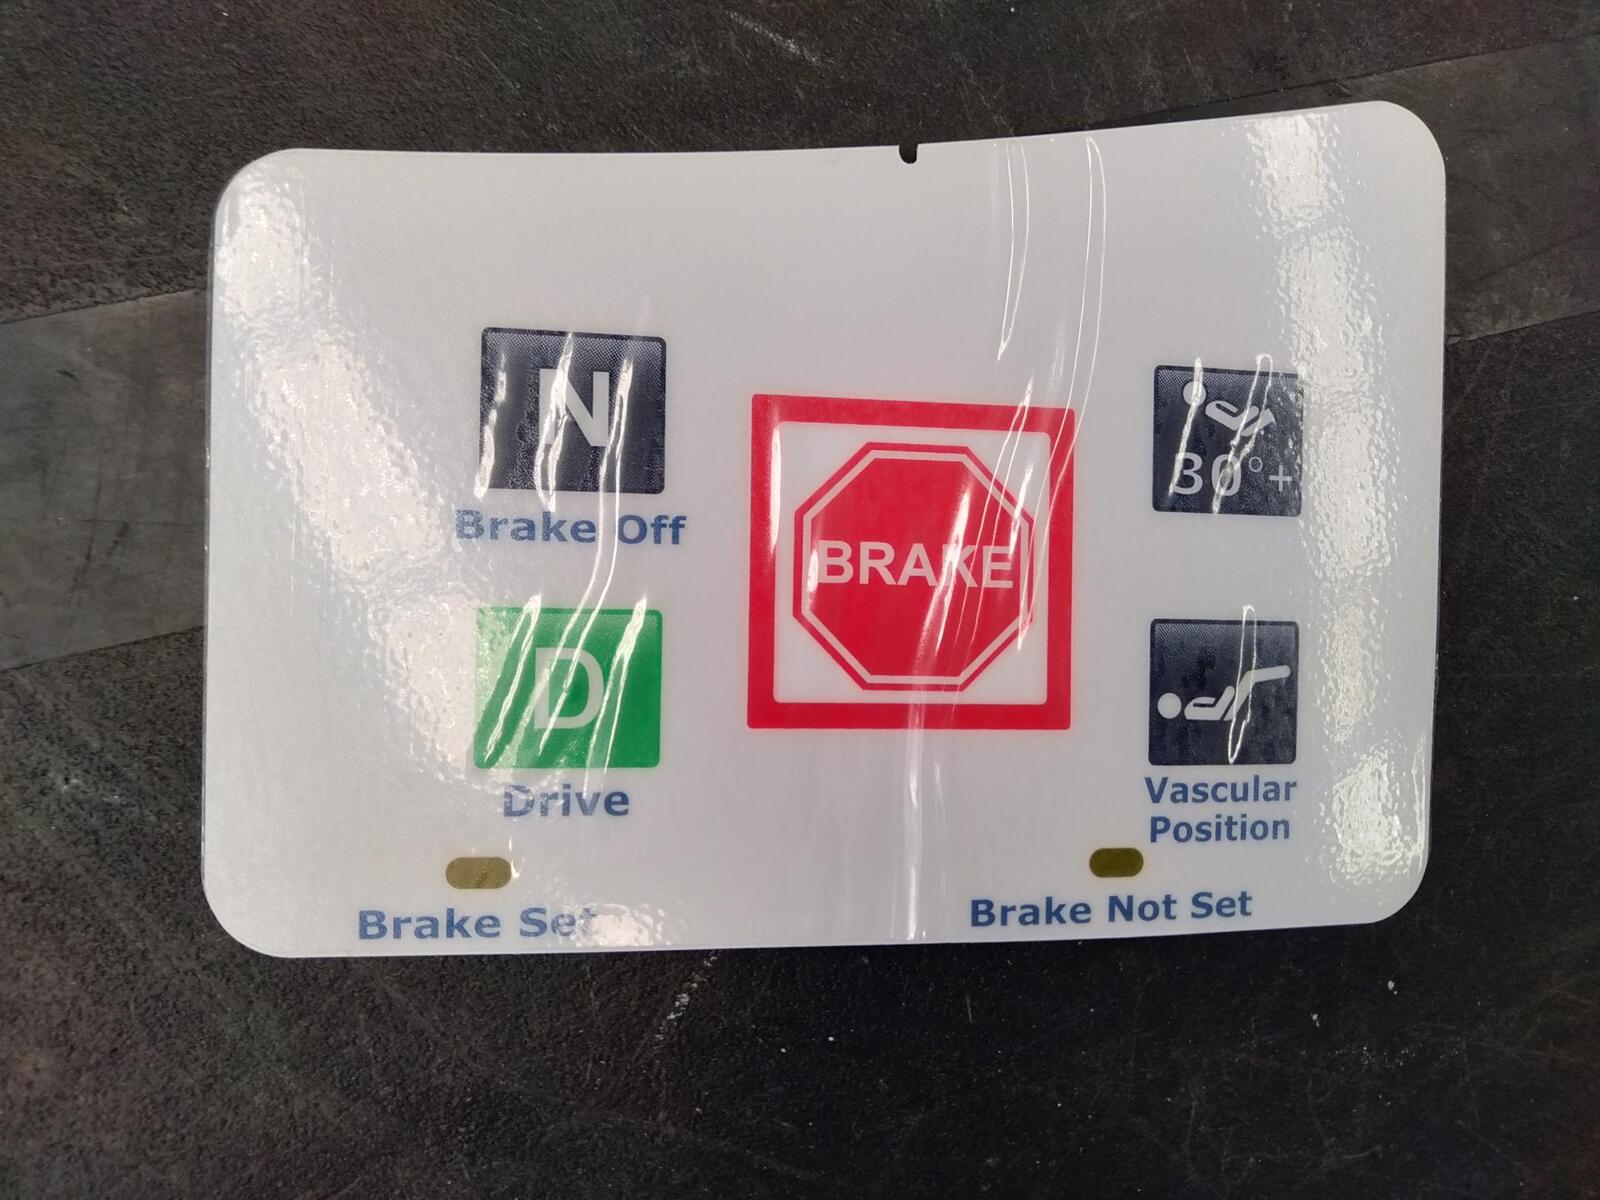 N
Brake Off
BRAKE
30°+
D
Drive
Vascular
Position
Brake Set
Brake Not Set